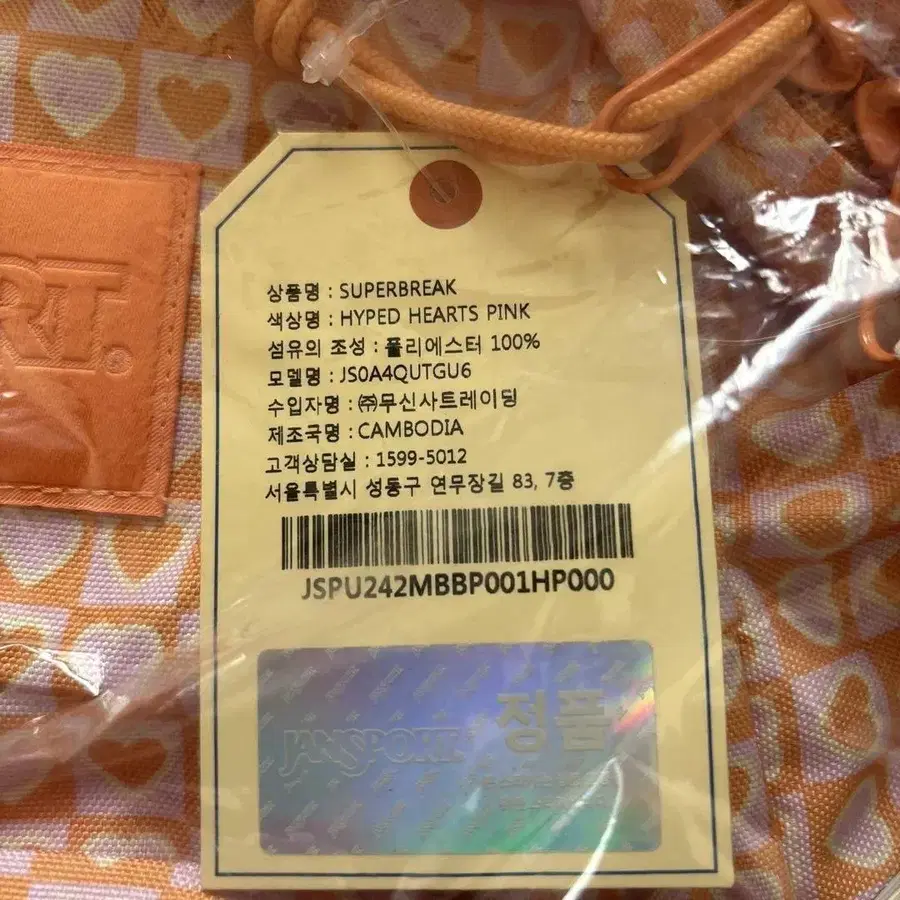 RT®
상품명 : SUPERBREAK
색상명 : HYPED HEARTS PINK
섬유의 조성 :폴리에스터 100%
모델명 : JS0A4QUTGU6
수입자명 : ㈜무신사트레이딩
제조국명 : CAMBODIA
고객상담실 : 1599-5012
서울특별시 성동구 연무장길 83, 7층
JSPU242MBBP001HP000
JANSPORT 정품